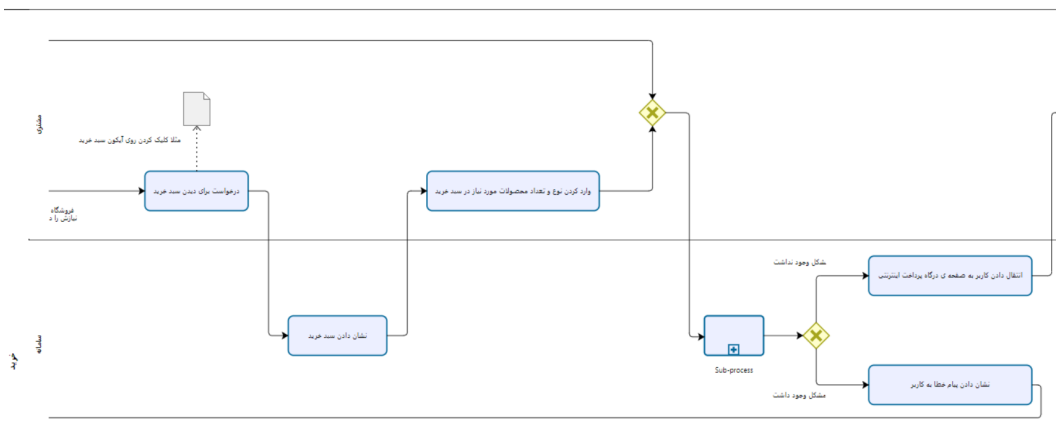 مشتری
مثلا کلیک کردن روی آیکون سبد خرید
درخواست برای دیدن سبد خرید
وارد کردن نوع و تعداد محصولات مورد نیاز در سبد خرید
فروشگاه
نیازش را د
خرید
سامانه
نشان دادن سبد خرید
Sub-process
مشکل وجود نداشت
انتقال دادن کاربر به صفحه ی درگاه پرداخت اینترنتی
مشکل وجود داشت
نشان دادن پیام خطا به کاربر